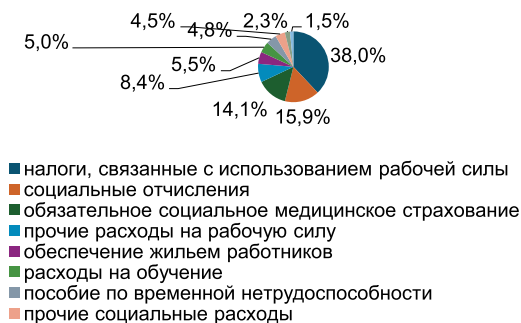 4,5%
2,3%
1,5%
4,8%
5,0%
38,0%
5,5%
8,4%
14,1%
15,9%
налоги, связанные с использованием рабочей силы
социальные отчисления
обязательное социальное медицинское страхование
прочие расходы на рабочую силу
обеспечение жильем работников
расходы на обучение
пособие по временной нетрудоспособности
прочие социальные расходы